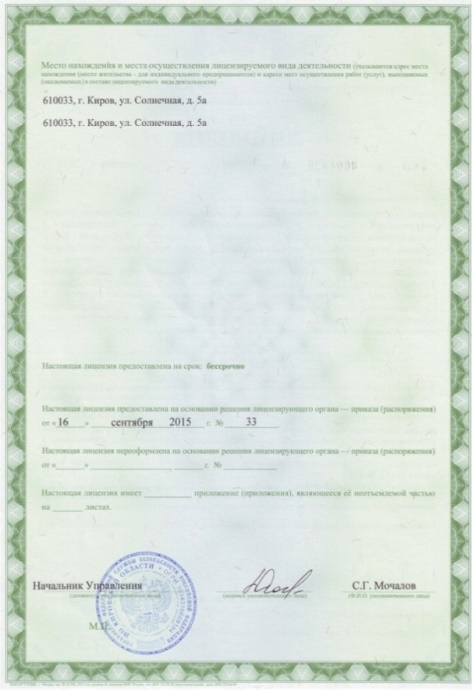 Место нахождения и места осуществления лицензируемого вида деятельности (указываются адрес места
нахождения (место жительства - для индивидуального предпринимателя) и адреса мест осуществления работ (услуг), выполняемых
(оказываемых) в составе лицензируемого вида деятельности)
610033, г. Киров, ул. Солнечная, д. 5а
610033, г. Киров, ул. Солнечная, д. 5а
Настоящая лицензия предоставлена на срок: бессрочно
Настоящая лицензия предоставлена на основании решения лицензирующего органа — приказа (распоряжения)
от «16» сентября 2015 г. № 33
Настоящая лицензия переоформлена на основании решения лицензирующего органа — приказа (распоряжения)
от «______» ____________________ г. № ________
Настоящая лицензия имеет __________ приложение (приложения), являющееся её неотъемлемой частью
на ______ листах.
Начальник Управления С.Г. Мочалов
(должность уполномоченного лица) (подпись уполномоченного лица) (Ф.И.О. уполномоченного лица)
М.П.